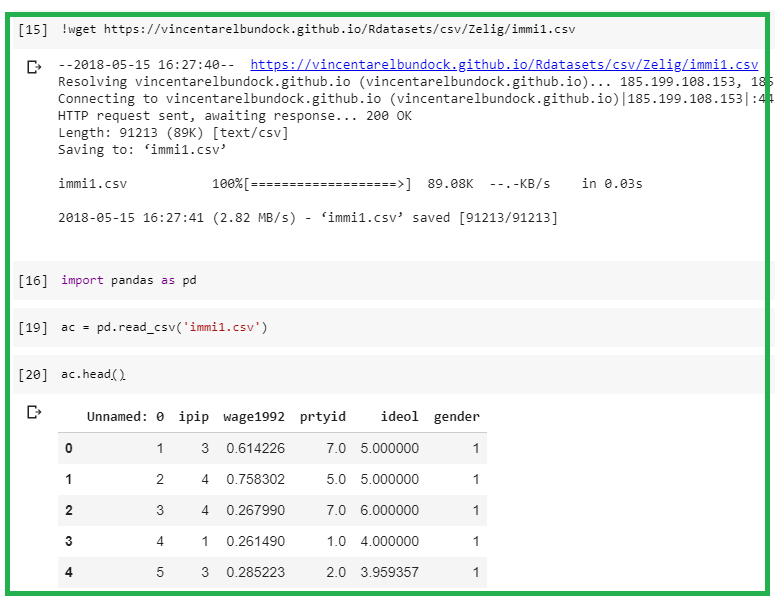 [15] !wget https://vincentarelbundock.github.io/Rdatasets/csv/Zelig/immi1.csv
--2018-05-15 16:27:40-- https://vincentarelbundock.github.io/Rdatasets/csv/Zelig/immi1.csv
Resolving vincentarelbundock.github.io (vincentarelbundock.github.io)... 185.199.108.153, 185
Connecting to vincentarelbundock.github.io (vincentarelbundock.github.io)|185.199.108.153|:44
HTTP request sent, awaiting response... 200 OK
Length: 91213 (89K) [text/csv]
Saving to: ‘immi1.csv’
immi1.csv 100%[===================>] 89.08K --.-KB/s in 0.03s
2018-05-15 16:27:41 (2.82 MB/s) - ‘immi1.csv’ saved [91213/91213]
[16] import pandas as pd
[19] ac = pd.read_csv('immi1.csv')
[20] ac.head()
Unnamed: 0 ipip wage1992 prtyid ideol gender
0 1 3 0.614226 7.0 5.000000 1
1 2 4 0.758302 5.0 5.000000 1
2 3 4 0.267990 7.0 6.000000 1
3 4 1 0.261490 1.0 4.000000 1
4 5 3 0.285223 2.0 3.959357 1